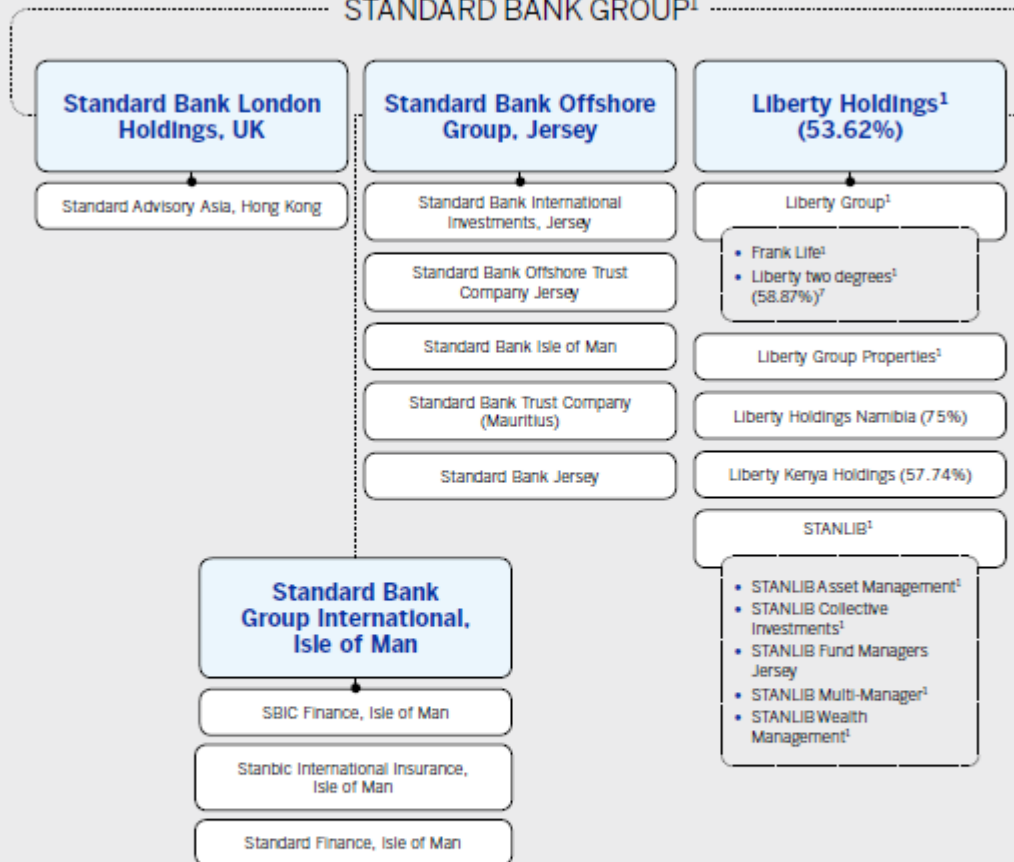 STANDARD BANK GROUP¹
Standard Bank London
Holdings, UK
Standard Advisory Asia, Hong Kong
Standard Bank Offshore
Group, Jersey
Standard Bank International
Investments, Jersey
Standard Bank Offshore Trust
Company Jersey
Standard Bank Isle of Man
Standard Bank Trust Company
(Mauritius)
Standard Bank Jersey
Liberty Holdings¹
(53.62%)
Liberty Group¹
• Frank Life¹
• Liberty two degrees¹
(58.87%)⁷
Liberty Group Properties¹
Liberty Holdings Namibia (75%)
Liberty Kenya Holdings (57.74%)
STANLIB¹
• STANLIB Asset Management¹
• STANLIB Collective
Investments¹
• STANLIB Fund Managers
Jersey
• STANLIB Multi-Manager¹
• STANLIB Wealth
Management¹
Standard Bank
Group International,
Isle of Man
SBIC Finance, Isle of Man
Stanbic International Insurance,
Isle of Man
Standard Finance, Isle of Man